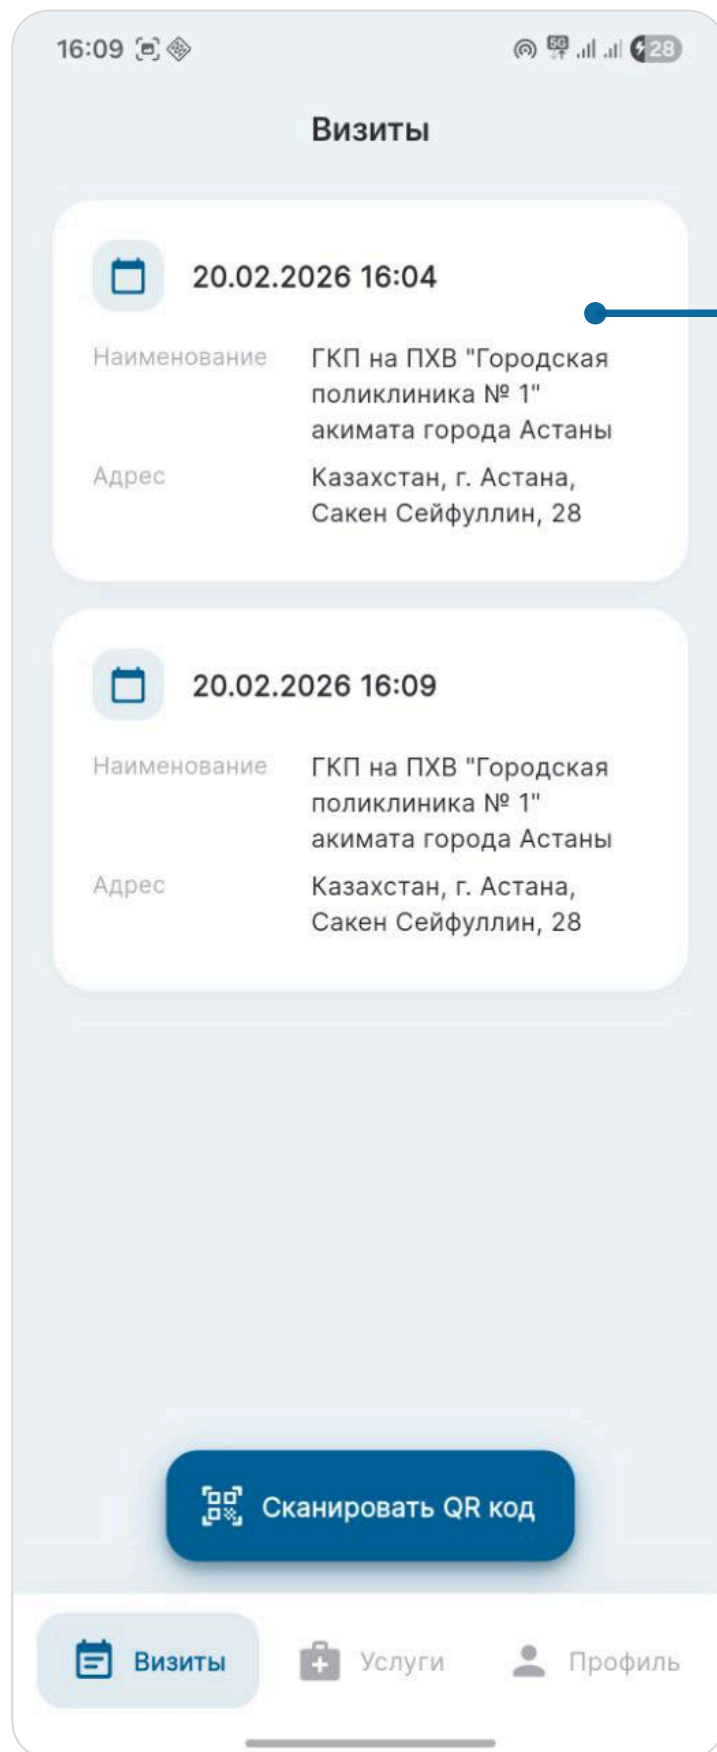 16:09 5G 28
Визиты
20.02.2026 16:04
Наименование ГКП на ПХВ "Городская
поликлиника № 1"
акимата города Астаны
Адрес Казахстан, г. Астана,
Сакен Сейфуллин, 28
20.02.2026 16:09
Наименование ГКП на ПХВ "Городская
поликлиника № 1"
акимата города Астаны
Адрес Казахстан, г. Астана,
Сакен Сейфуллин, 28
Сканировать QR код
Визиты Услуги Профиль